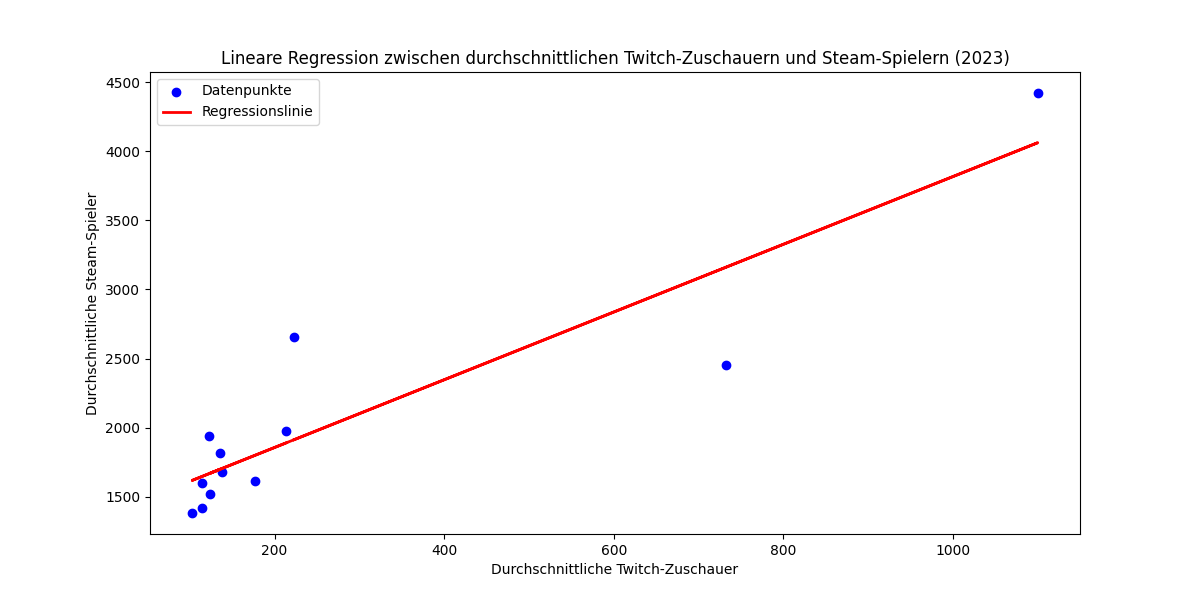 Lineare Regression zwischen durchschnittlichen Twitch-Zuschauern und Steam-Spielern (2023)
Datenpunkte
Regressionslinie
Durchschnittliche Steam-Spieler
4500
4000
3500
3000
2500
2000
1500
200 400 600 800 1000
Durchschnittliche Twitch-Zuschauer